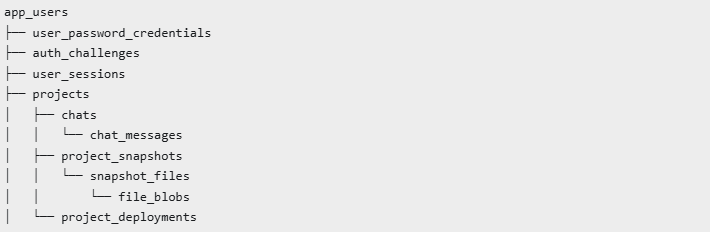 app_users
├── user_password_credentials
├── auth_challenges
├── user_sessions
├── projects
│   ├── chats
│   │   └── chat_messages
│   ├── project_snapshots
│   │   └── snapshot_files
│   │       └── file_blobs
│   └── project_deployments